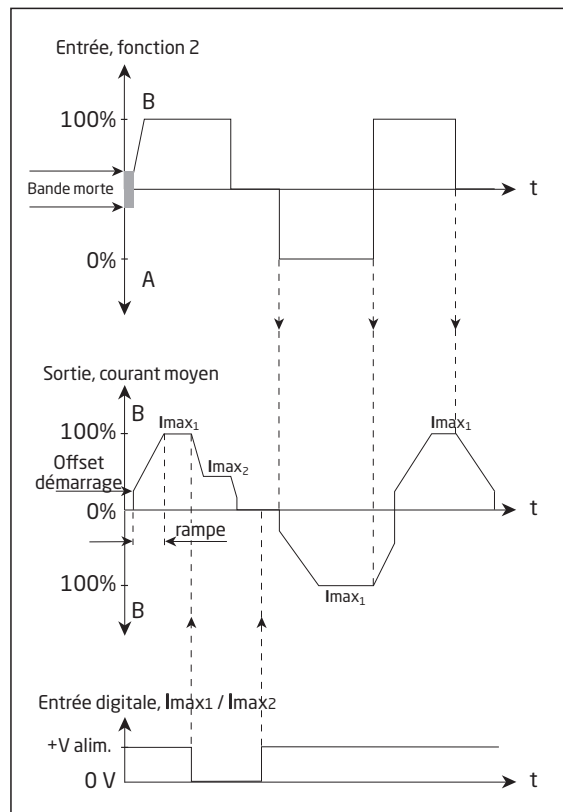 Entrée, fonction 2
B
100%
Bande morte
t
0%
A
Sortie, courant moyen
B
Imax1
Imax1
100%
Imax2
Offset
démarrage
0%
t
rampe
100%
Imax1
B
Entrée digitale, Imax1 / Imax2
+V alim.
0 V
t